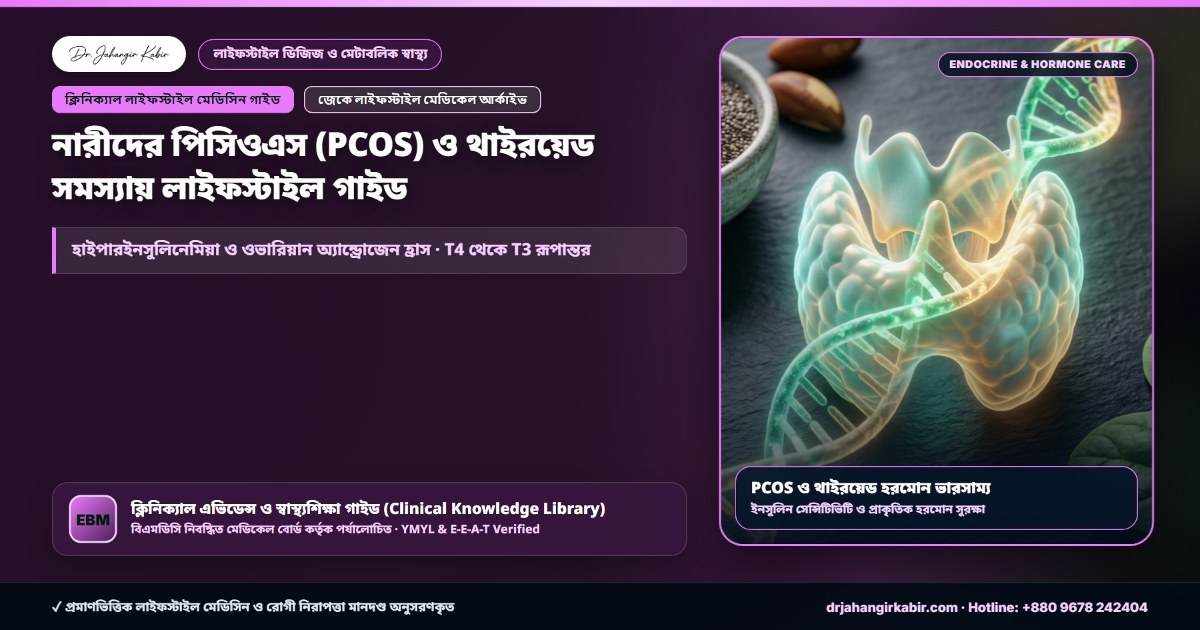 Dr. Jahangir Kabir
লাইফস্টাইল ডিজিজ ও মেটাবলিক স্বাস্থ্য
ক্লিনিক্যাল লাইফস্টাইল মেডিসিন গাইড
জেকে লাইফস্টাইল মেডিকেল আর্কাইভ
নারীদের পিসিওএস (PCOS) ও থাইরয়েড
সমস্যায় লাইফস্টাইল গাইড
হাইপারইনসুলিনেমিয়া ও ওভারিয়ান অ্যান্ড্রোজেন হ্রাস · T4 থেকে T3 রূপান্তর
EBM
ক্লিনিক্যাল এভিডেন্স ও স্বাস্থ্যশিক্ষা গাইড (Clinical Knowledge Library)
বিএমডিসি নিবন্ধিত মেডিকেল বোর্ড কর্তৃক পর্যালোচিত · YMYL & E-E-A-T Verified
ENDOCRINE & HORMONE CARE
PCOS ও থাইরয়েড হরমোন ভারসাম্য
ইনসুলিন সেন্সিটিভিটি ও প্রাকৃতিক হরমোন সুরক্ষা
✓ প্রমাণভিত্তিক লাইফস্টাইল মেডিসিন ও রোগী নিরাপত্তা মানদণ্ড অনুসরণকৃত
drjahangirkabir.com · Hotline: +880 9678 242404